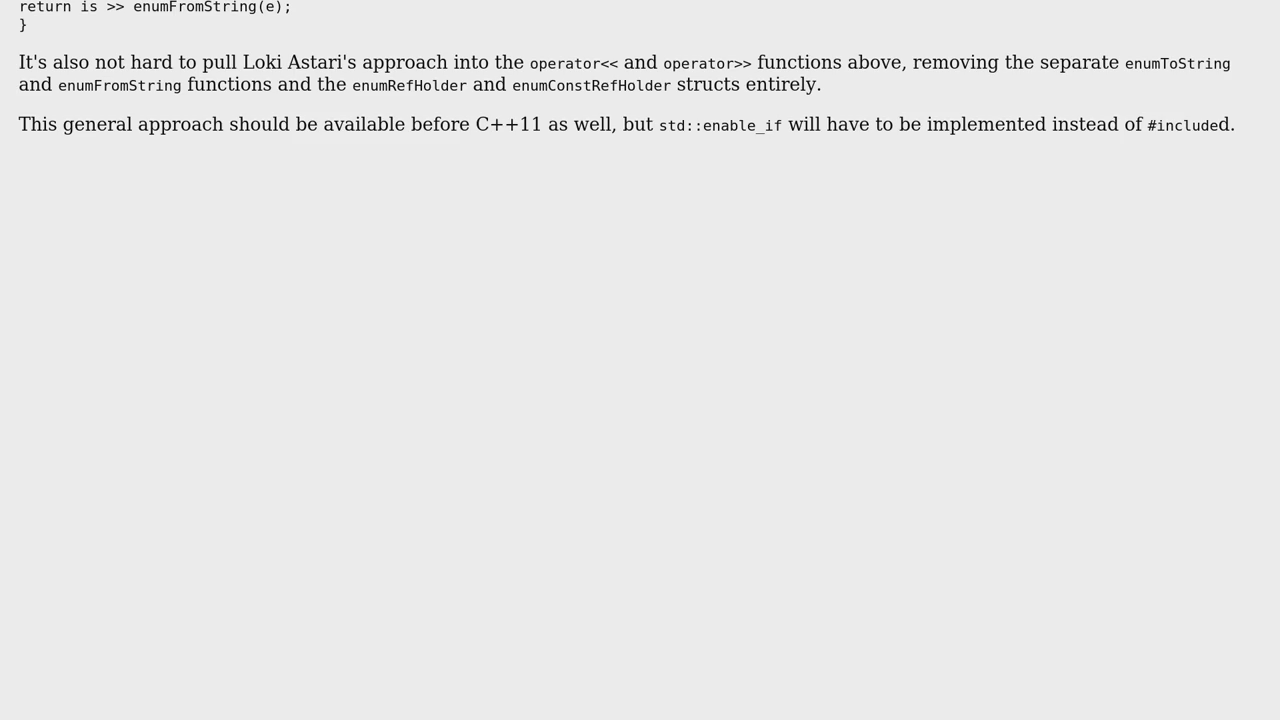 return is >> enumFromString(e);
}
It's also not hard to pull Loki Astari's approach into the operator<< and operator>> functions above, removing the separate enumToString
and enumFromString functions and the enumRefHolder and enumConstRefHolder structs entirely.
This general approach should be available before C++11 as well, but std::enable_if will have to be implemented instead of #included.